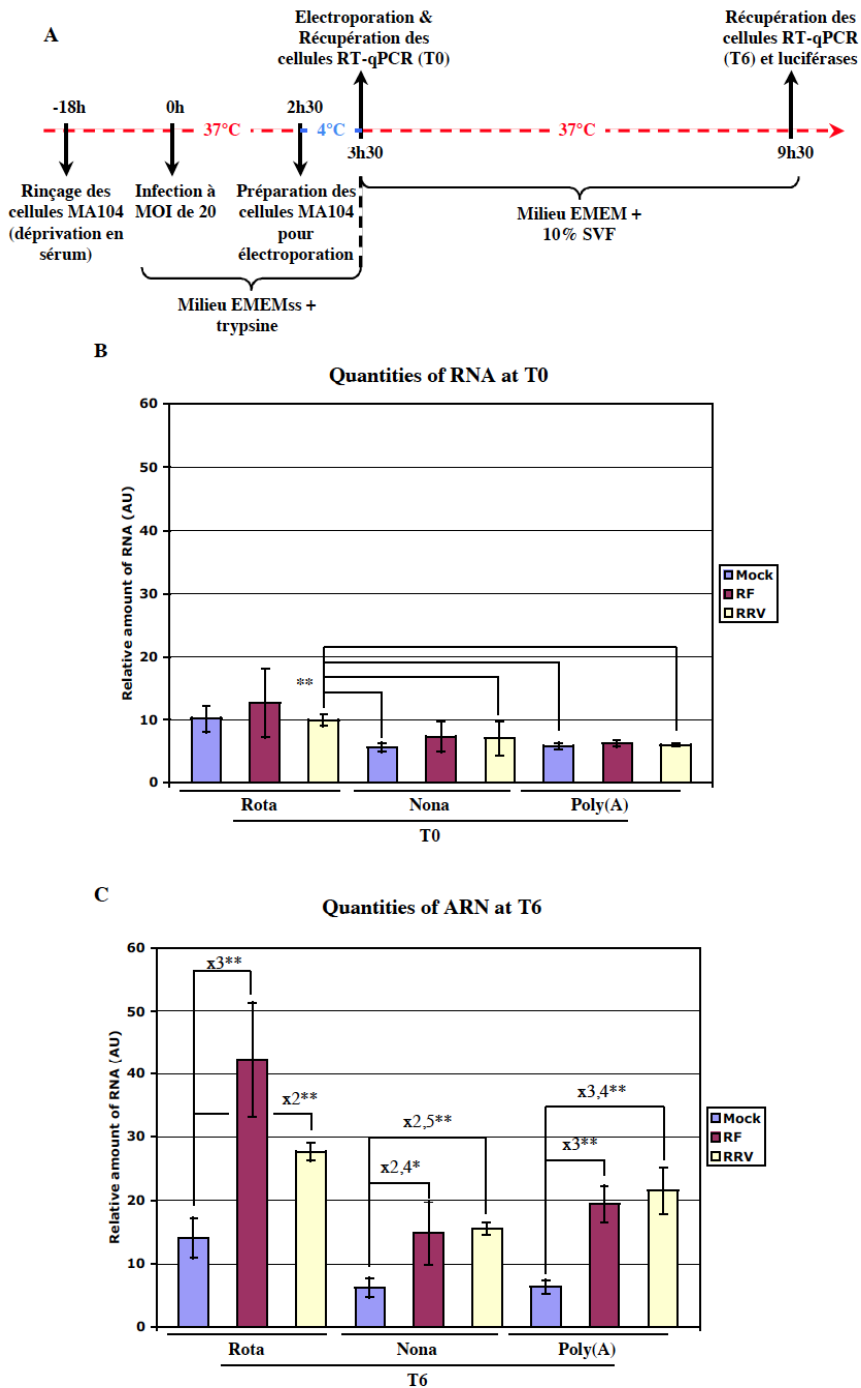 A
Electroporation &
Récupération des
cellules RT-qPCR (T0)
Récupération des
cellules RT-qPCR
(T6) et luciférases
-18h
0h
2h30
37°C
4°C
37°C
3h30
9h30
Rinçage des
cellules MA104
(déprivation en
sérum)
Infection à
MOI de 20
Préparation des
cellules MA104
pour
électroporation
Milieu EMEM +
10% SVF
Milieu EMEMss +
trypsine
B
Quantities of RNA at T0
Relative amount of RNA (AU)
60
50
40
30
20
10
0
**
Mock
RF
RRV
Rota
Nona
Poly(A)
T0
C
Quantities of ARN at T6
Relative amount of RNA (AU)
60
50
40
30
20
10
0
x3**
x2**
x2,5**
x2,4*
x3,4**
x3**
Mock
RF
RRV
Rota
Nona
Poly(A)
T6